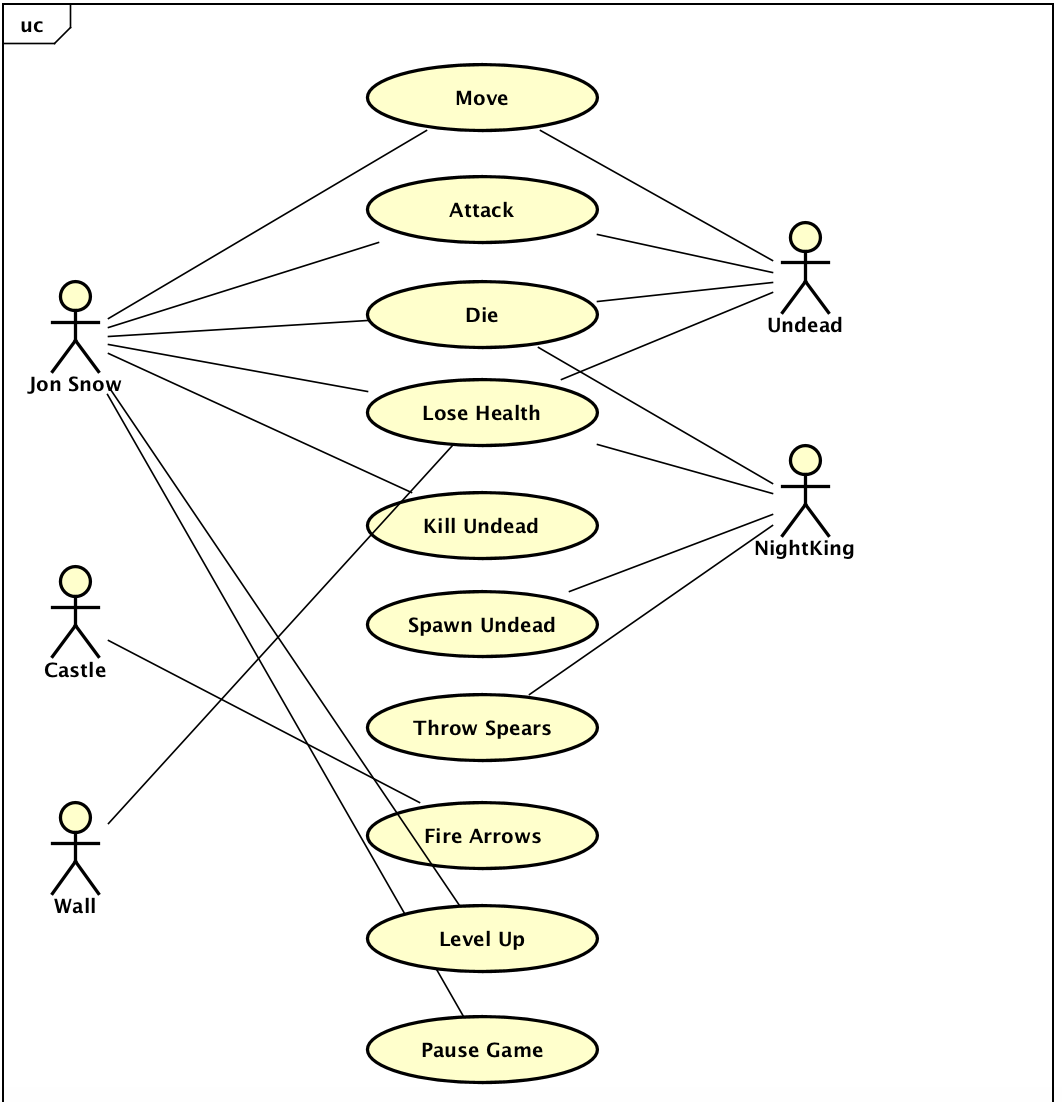 uc
Move
Attack
Die
Lose Health
Kill Undead
Spawn Undead
Throw Spears
Fire Arrows
Level Up
Pause Game
Jon Snow
Castle
Wall
Undead
NightKing